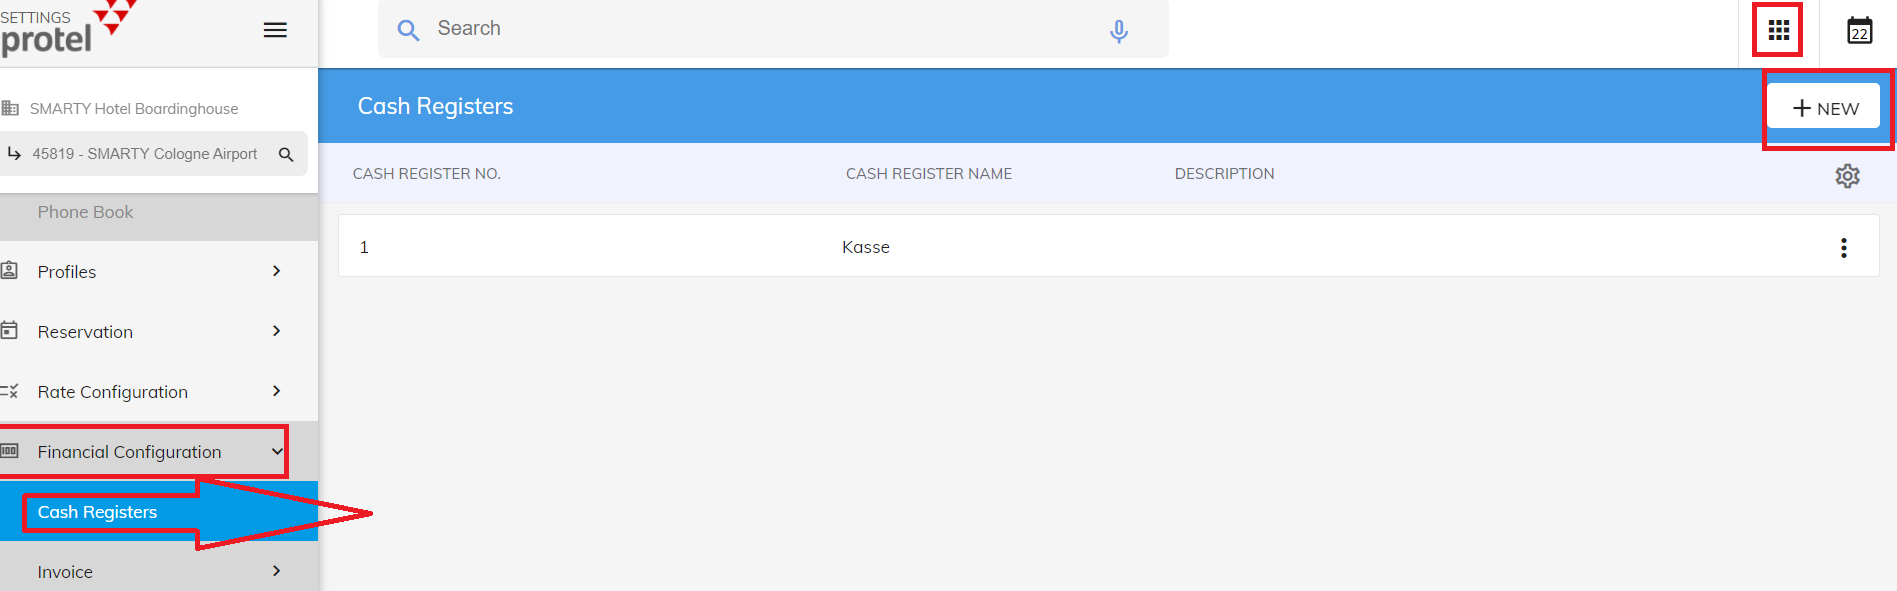 SETTINGS
protel
Search
22
SMARTY Hotel Boardinghouse
45819 - SMARTY Cologne Airport
Phone Book
Profiles
Reservation
Rate Configuration
Financial Configuration
Cash Registers
Invoice
Cash Registers
+ NEW
CASH REGISTER NO. CASH REGISTER NAME DESCRIPTION
1 Kasse